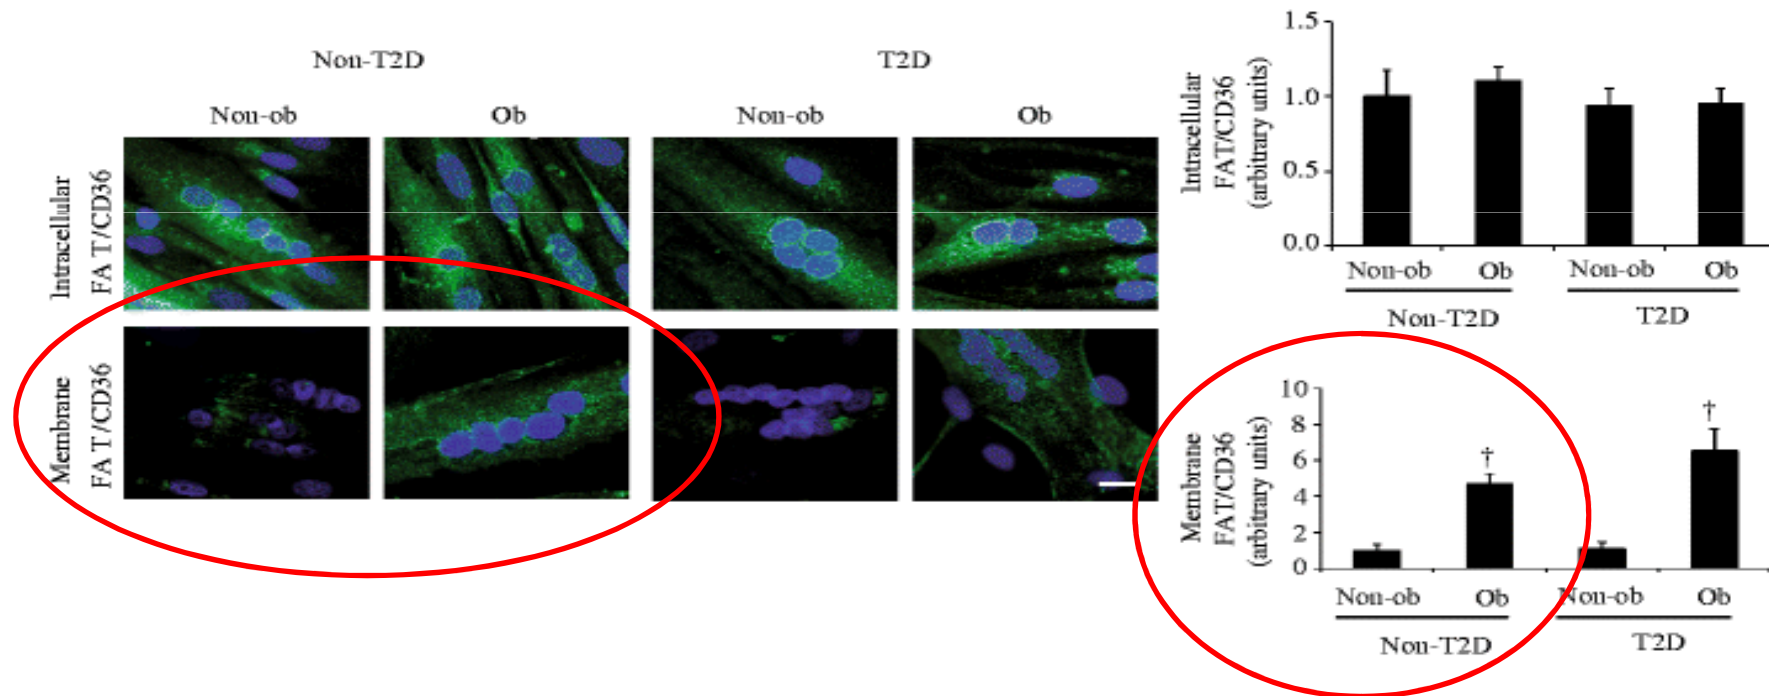 Non-T2D
T2D
Non-ob
Ob
Non-ob
Ob
Intracellular
FAT/CD36
Membrane
FAT/CD36
Intracellular
FAT/CD36
(arbitrary units)
1.5
1.0
0.5
0.0
Non-ob
Ob
Non-ob
Ob
Non-T2D
T2D
Membrane
FAT/CD36
(arbitrary units)
10
8
6
4
2
0
†
†
Non-ob
Ob
Non-ob
Ob
Non-T2D
T2D